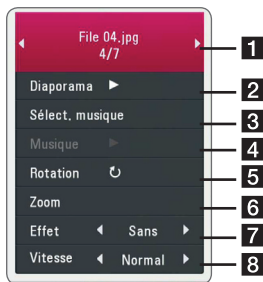 File 04.jpg
4/7
1
Diaporama
2
Sélect. musique
3
Musique
4
Rotation
5
Zoom
6
Effet Sans
7
Vitesse Normal
8